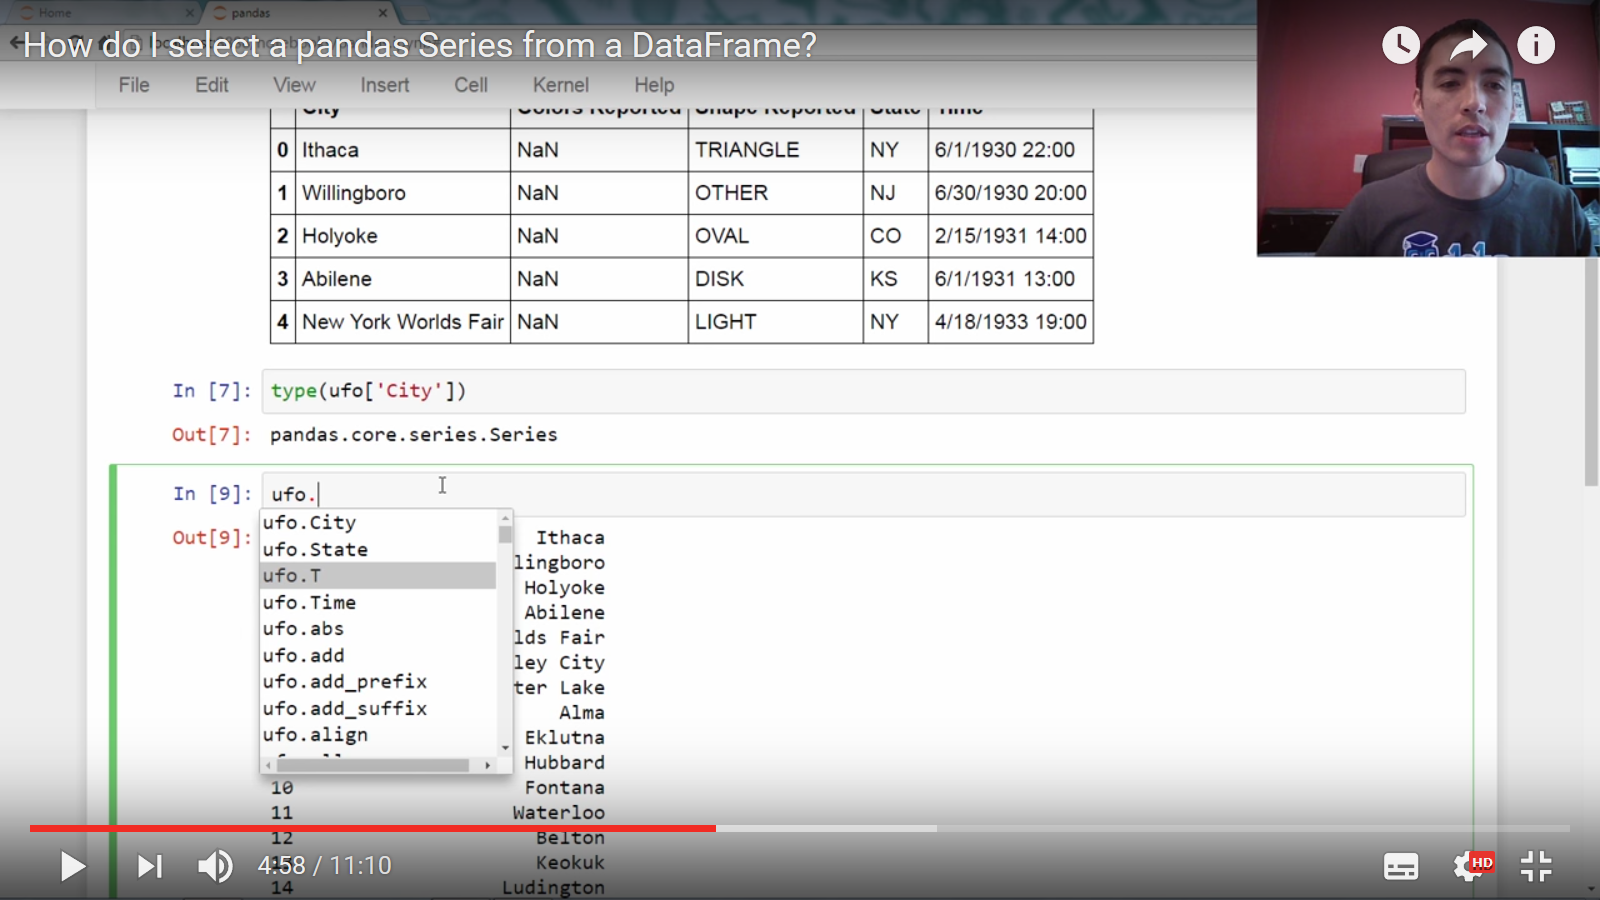 Home
pandas
How do I select a pandas Series from a DataFrame?
File Edit View Insert Cell Kernel Help
City Colors Reported Shape Reported State Time
0 Ithaca NaN TRIANGLE NY 6/1/1930 22:00
1 Willingboro NaN OTHER NJ 6/30/1930 20:00
2 Holyoke NaN OVAL CO 2/15/1931 14:00
3 Abilene NaN DISK KS 6/1/1931 13:00
4 New York Worlds Fair NaN LIGHT NY 4/18/1933 19:00
In [7]: type(ufo['City'])
Out[7]: pandas.core.series.Series
In [9]: ufo.
Out[9]: Ithaca
ufo.City
ufo.State
ufo.T
ufo.Time
ufo.abs
ufo.add
ufo.add_prefix
ufo.add_suffix
ufo.align
lingboro
Holyoke
Abilene
lds Fair
ley City
ter Lake
Alma
Eklutna
Hubbard
10 Fontana
11 Waterloo
12 Belton
Keokuk
14 Ludington
4:58 / 11:10
HD